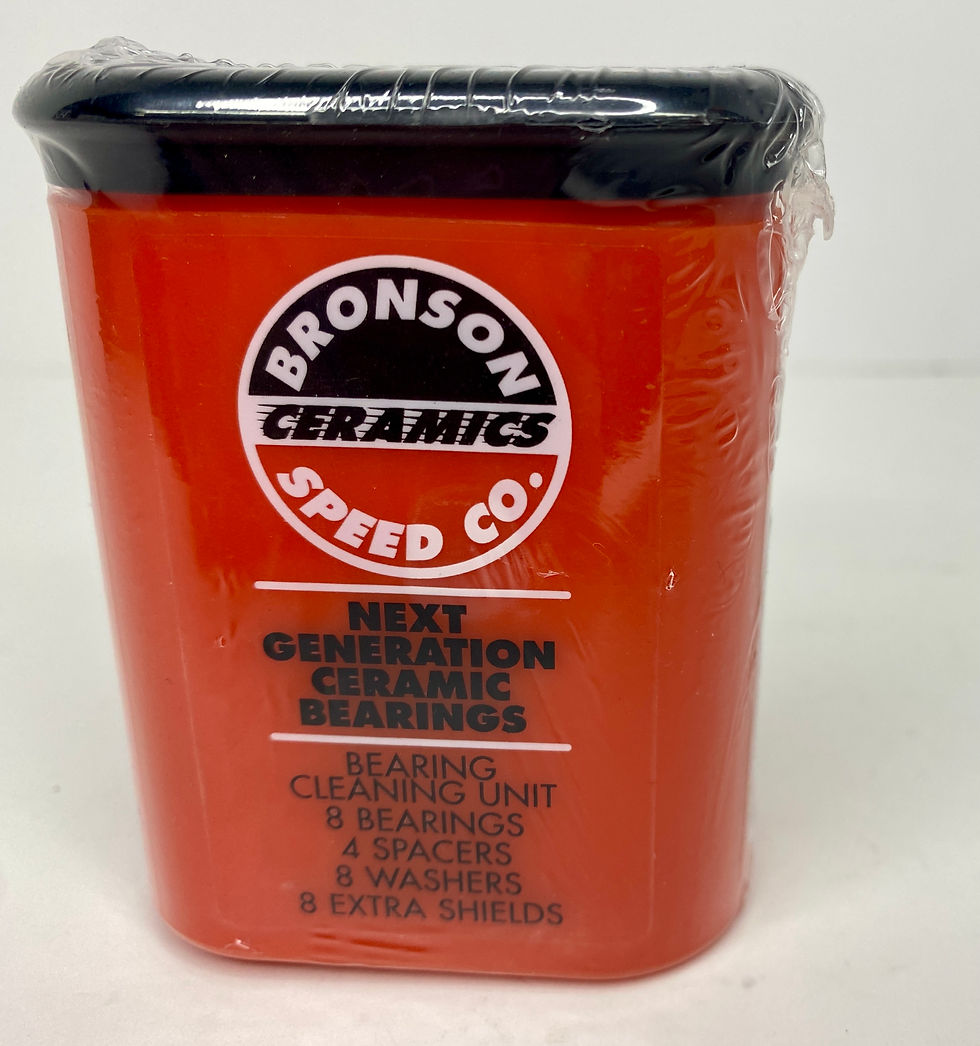 BRONSON
CERAMICS
SPEED CO.
NEXT
GENERATION
CERAMIC
BEARINGS
BEARING
CLEANING UNIT
8 BEARINGS
4 SPACERS
8 WASHERS
8 EXTRA SHIELDS